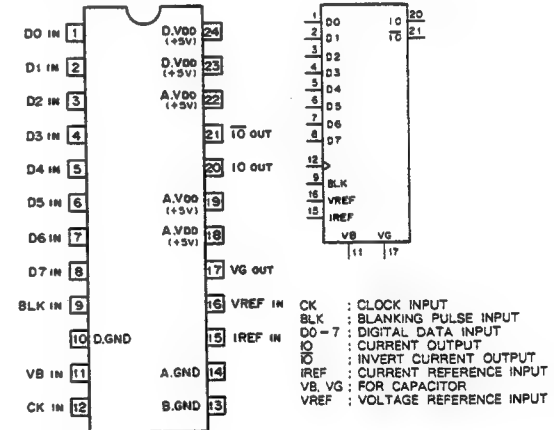 D0 IN 1
D1 IN 2
D2 IN 3
D3 IN 4
D4 IN 5
D5 IN 6
D6 IN 7
D7 IN 8
BLK IN 9
10 D.GND
VB IN 11
CK IN 12
D.VDD 24
(+5V)
D.VDD 23
(+5V)
A.VDD 22
(+5V)
21 IO OUT
20 IO OUT
A.VDD 19
(+5V)
A.VDD 18
(+5V)
17 VG OUT
16 VREF IN
15 IREF IN
A.GND 14
B.GND 13
1 D0 IO 20
2 D1 IO 21
3 D2
4 D3
5 D4
6 D5
7 D6
8 D7
12
9 BLK
16 VREF
15 IREF
VB VG
11 17
CK : CLOCK INPUT
BLK : BLANKING PULSE INPUT
D0-7 : DIGITAL DATA INPUT
IO : CURRENT OUTPUT
IO : INVERT CURRENT OUTPUT
IREF : CURRENT REFERENCE INPUT
VB, VG : FOR CAPACITOR
VREF : VOLTAGE REFERENCE INPUT